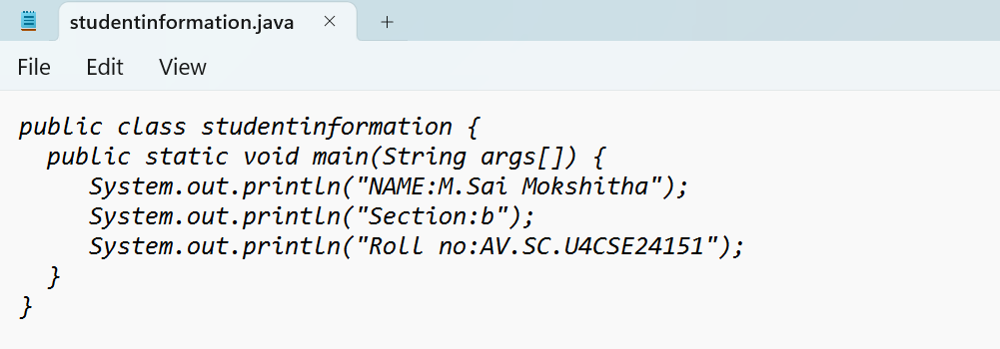 studentinformation.java
File Edit View
public class studentinformation {
public static void main(String args[]) {
System.out.println("NAME:M.Sai Mokshitha");
System.out.println("Section:b");
System.out.println("Roll no:AV.SC.U4CSE24151");
}
}